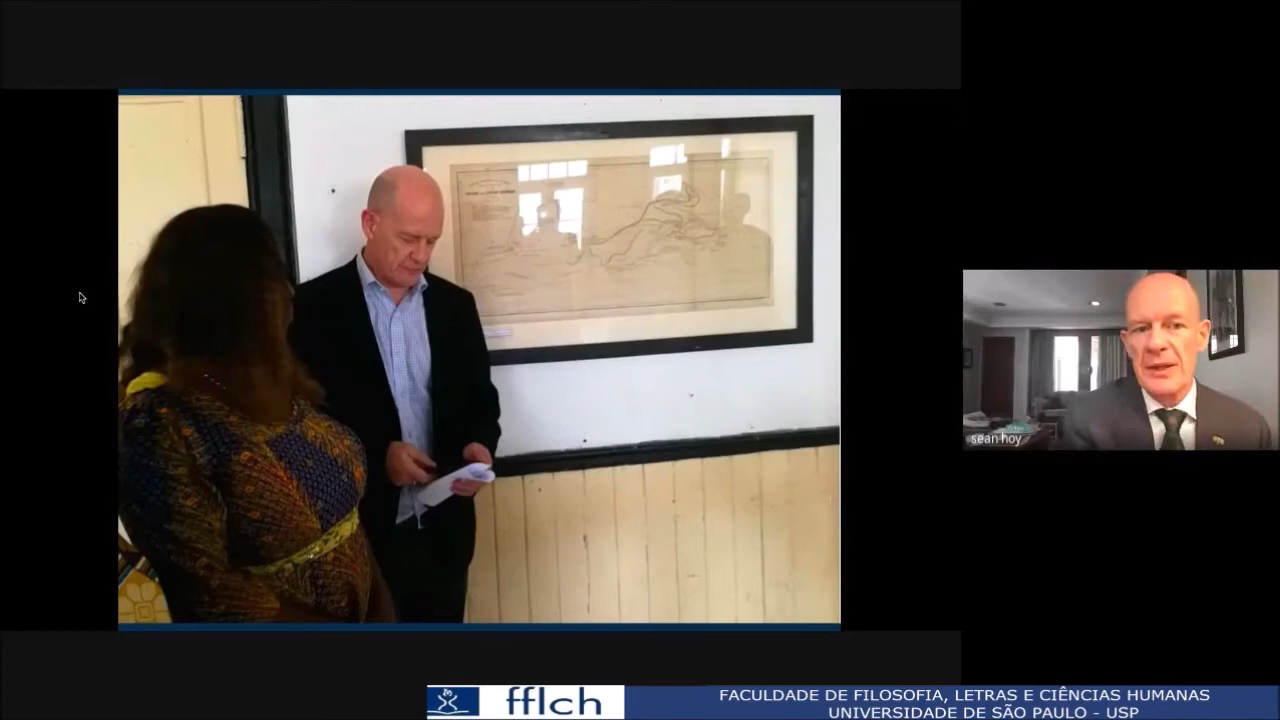 sean hoy
fflch
FACULDADE DE FILOSOFIA, LETRAS E CIÊNCIAS HUMANAS
UNIVERSIDADE DE SÃO PAULO - USP